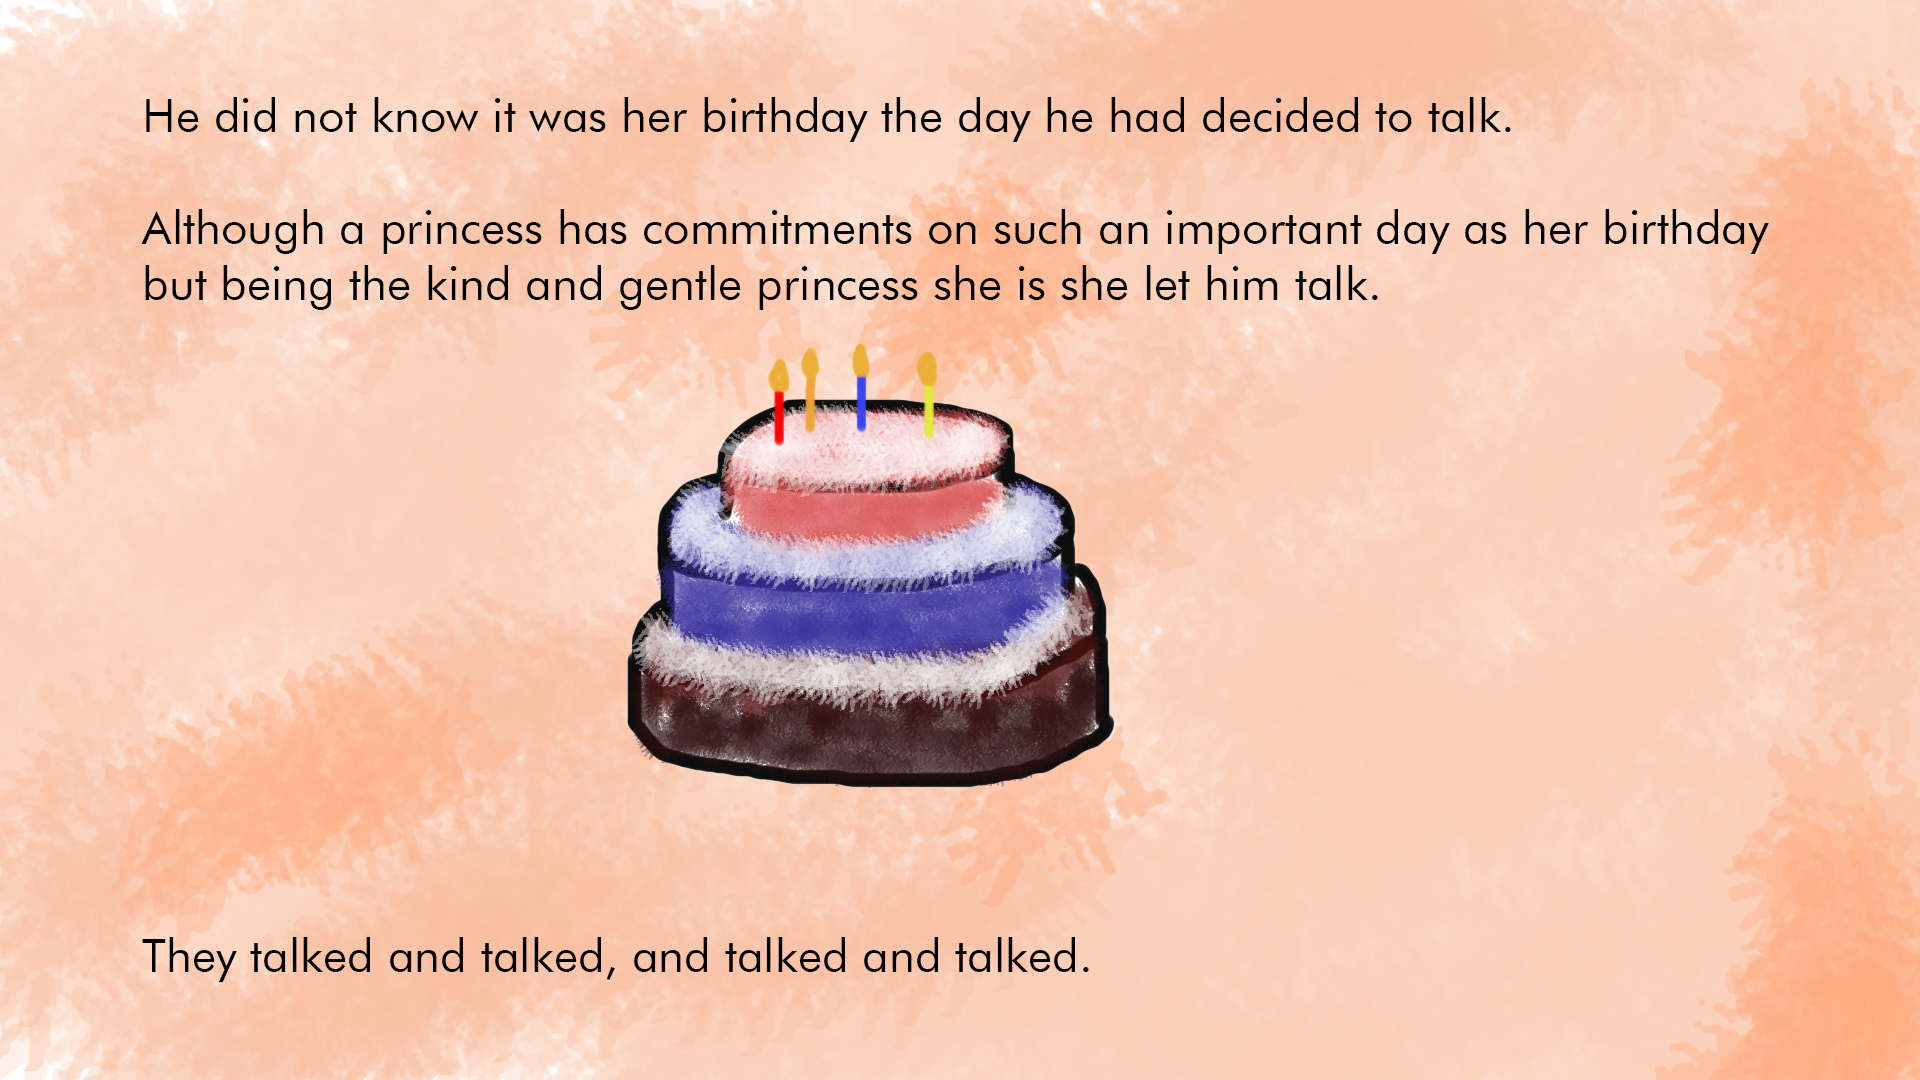 He did not know it was her birthday the day he had decided to talk.
Although a princess has commitments on such an important day as her birthday
but being the kind and gentle princess she is she let him talk.
They talked and talked, and talked and talked.